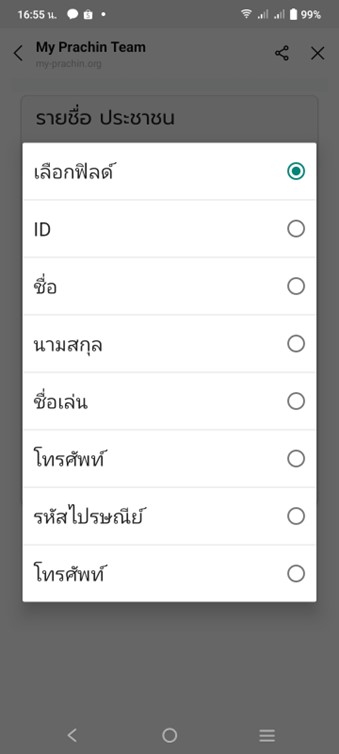 16:55 น. 99%
My Prachin Team
my-prachin.org
รายชื่อ ประชาชน
เลือกฟิลด์
ID
ชื่อ
นามสกุล
ชื่อเล่น
โทรศัพท์
รหัสไปรษณีย์
โทรศัพท์